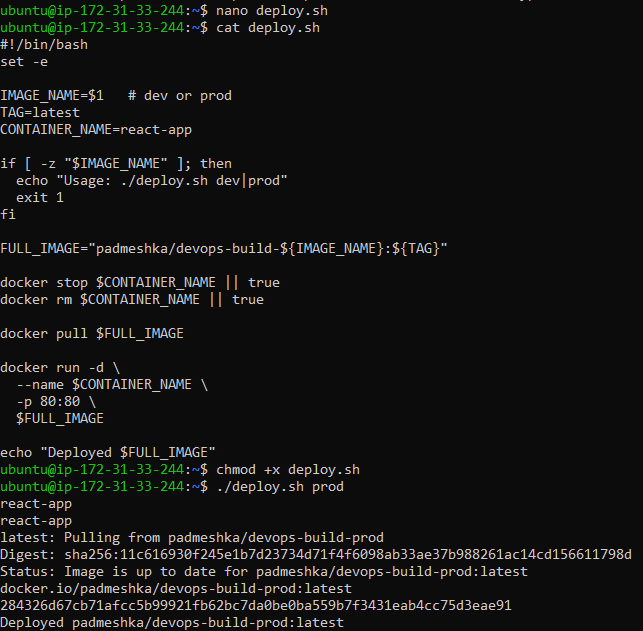 ubuntu@ip-172-31-33-244:~$ nano deploy.sh
ubuntu@ip-172-31-33-244:~$ cat deploy.sh
#!/bin/bash
set -e

IMAGE_NAME=$1   # dev or prod
TAG=latest
CONTAINER_NAME=react-app

if [ -z "$IMAGE_NAME" ]; then
  echo "Usage: ./deploy.sh dev|prod"
  exit 1
fi

FULL_IMAGE="padmeshka/devops-build-${IMAGE_NAME}:${TAG}"

docker stop $CONTAINER_NAME || true
docker rm $CONTAINER_NAME || true

docker pull $FULL_IMAGE

docker run -d \
  --name $CONTAINER_NAME \
  -p 80:80 \
  $FULL_IMAGE

echo "Deployed $FULL_IMAGE"
ubuntu@ip-172-31-33-244:~$ chmod +x deploy.sh
ubuntu@ip-172-31-33-244:~$ ./deploy.sh prod
react-app
react-app
latest: Pulling from padmeshka/devops-build-prod
Digest: sha256:11c616930f245e1b7d23734d71f4f6098ab33ae37b988261ac14cd156611798d
Status: Image is up to date for padmeshka/devops-build-prod:latest
docker.io/padmeshka/devops-build-prod:latest
284326d67cb71afcc5b99921fb62bc7da0be0ba559b7f3431eab4cc75d3eae91
Deployed padmeshka/devops-build-prod:latest